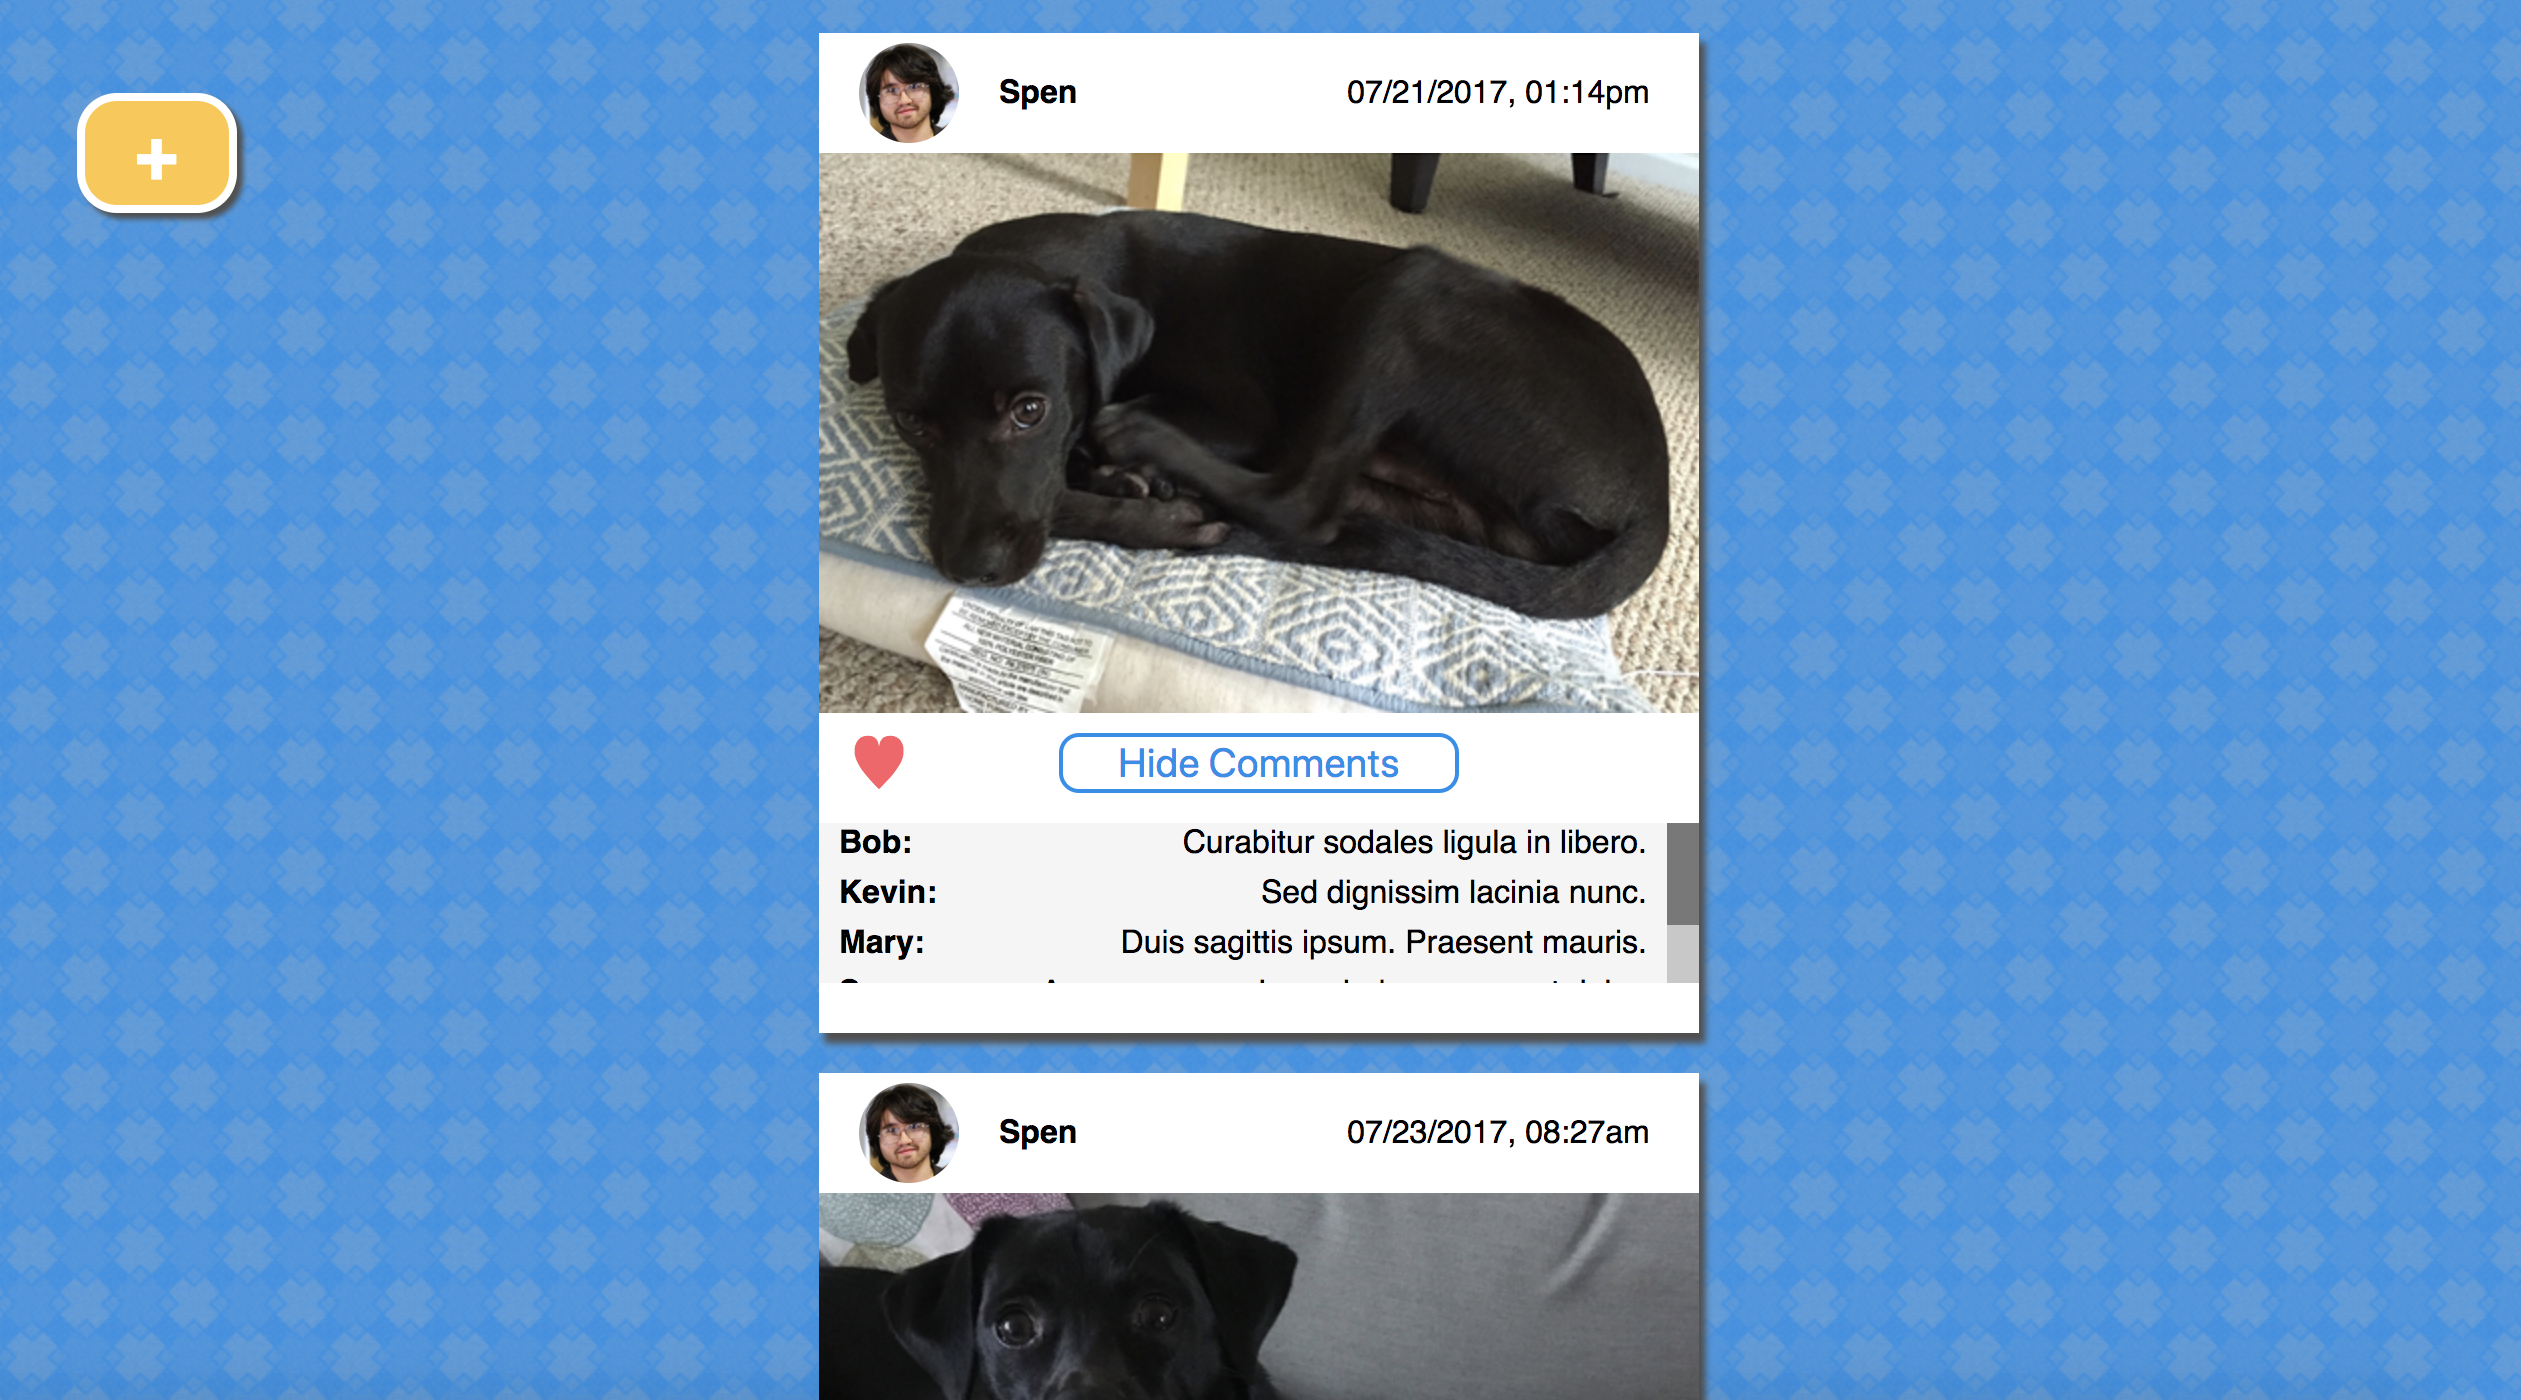 +
Spen 07/21/2017, 01:14pm
Hide Comments
Bob: Curabitur sodales ligula in libero.
Kevin: Sed dignissim lacinia nunc.
Mary: Duis sagittis ipsum. Praesent mauris.
Spen 07/23/2017, 08:27am